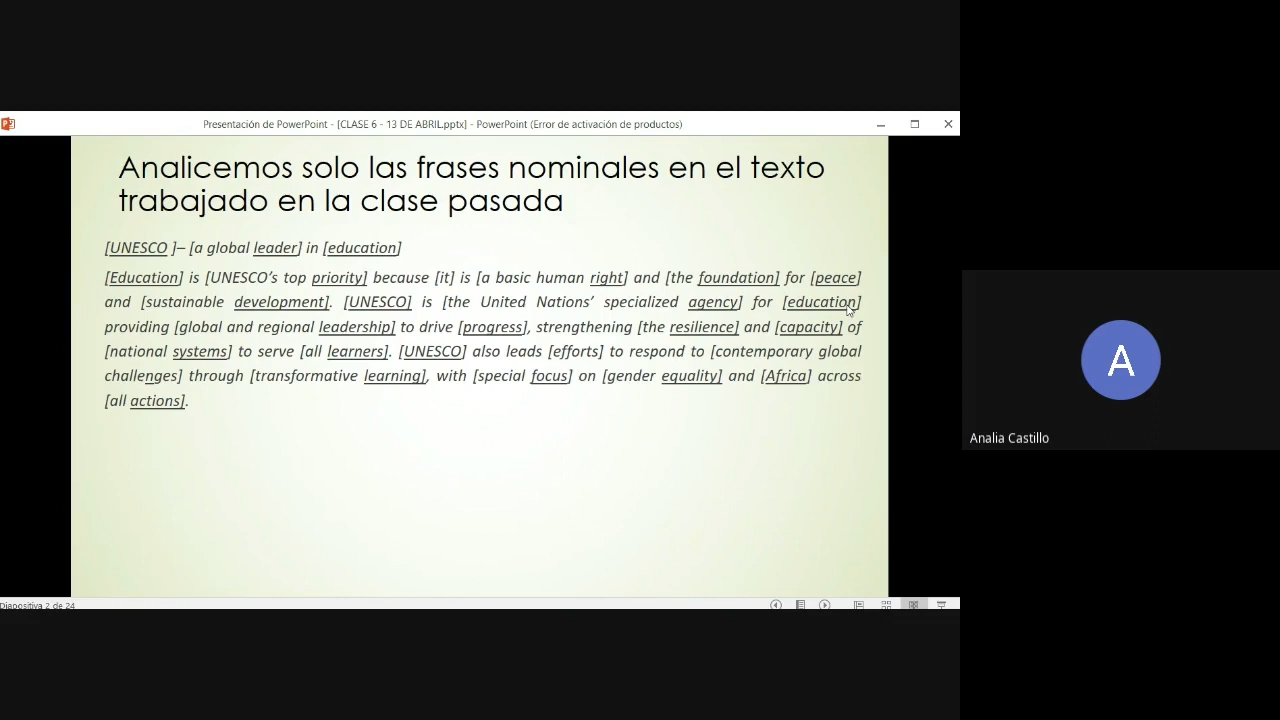 Presentación de PowerPoint - [CLASE 6 - 13 DE ABRIL.pptx] - PowerPoint (Error de activación de productos)
Analicemos solo las frases nominales en el texto
trabajado en la clase pasada
[UNESCO ]– [a global leader] in [education]
[Education] is [UNESCO’s top priority] because [it] is [a basic human right] and [the foundation] for [peace]
and [sustainable development]. [UNESCO] is [the United Nations’ specialized agency] for [education]
providing [global and regional leadership] to drive [progress], strengthening [the resilience] and [capacity] of
[national systems] to serve [all learners]. [UNESCO] also leads [efforts] to respond to [contemporary global
challenges] through [transformative learning], with [special focus] on [gender equality] and [Africa] across
[all actions].
A
Analia Castillo
Diapositiva 2 de 24